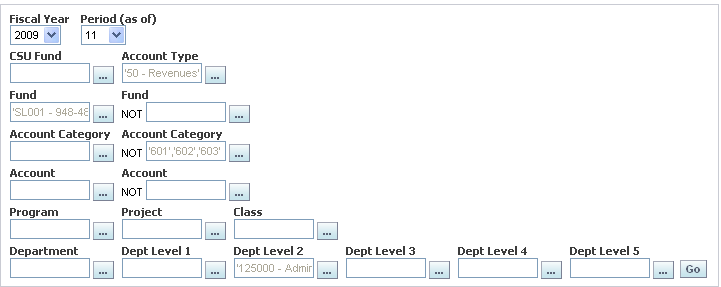 Fiscal Year Period (as of)
2009 11
CSU Fund Account Type
... '50 - Revenues' ...
Fund Fund
'SL001 - 948-48 ... NOT ...
Account Category Account Category
... NOT '601','602','603' ...
Account Account
... NOT ...
Program Project Class
... ... ...
Department Dept Level 1 Dept Level 2 Dept Level 3 Dept Level 4 Dept Level 5
... ... '125000 - Admir ... ... ... ... Go